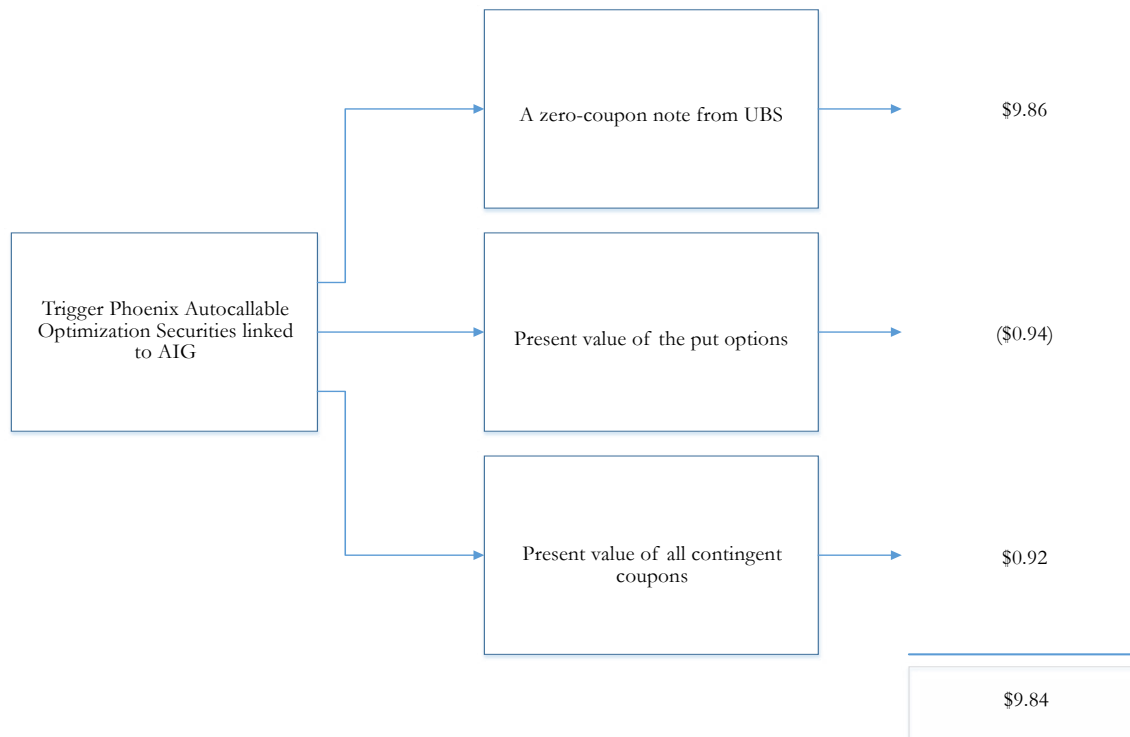 A zero-coupon note from UBS
$9.86
Trigger Phoenix Autocallable
Optimization Securities linked
to AIG
Present value of the put options
($0.94)
Present value of all contingent
coupons
$0.92
$9.84